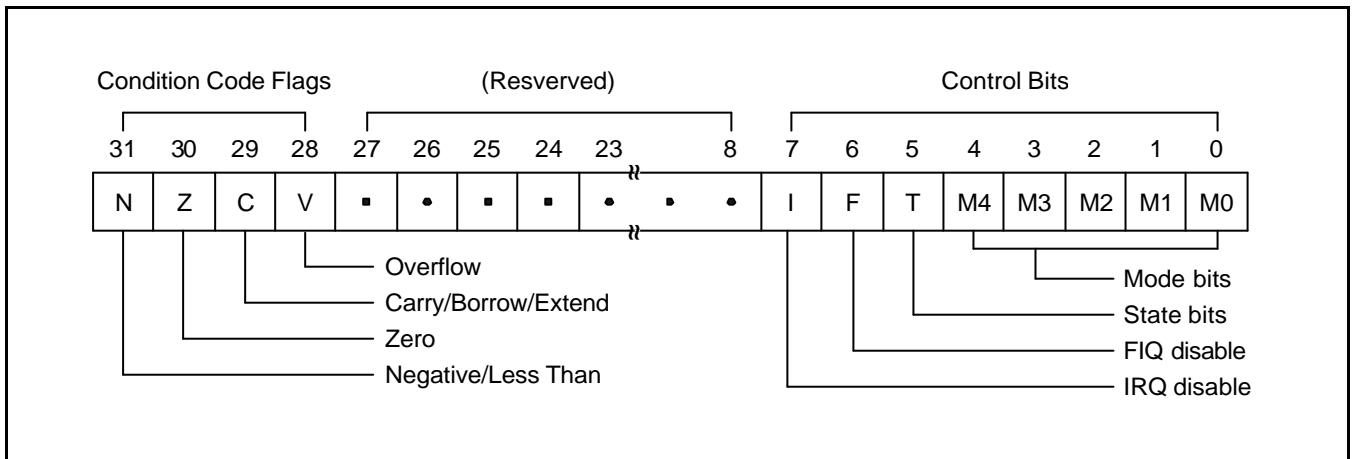 Condition Code Flags (Resverved) Control Bits
31 30 29 28 27 26 25 24 23 8 7 6 5 4 3 2 1 0
N Z C V I F T M4 M3 M2 M1 M0
Overflow
Mode bits
Carry/Borrow/Extend
State bits
Zero
FIQ disable
Negative/Less Than
IRQ disable